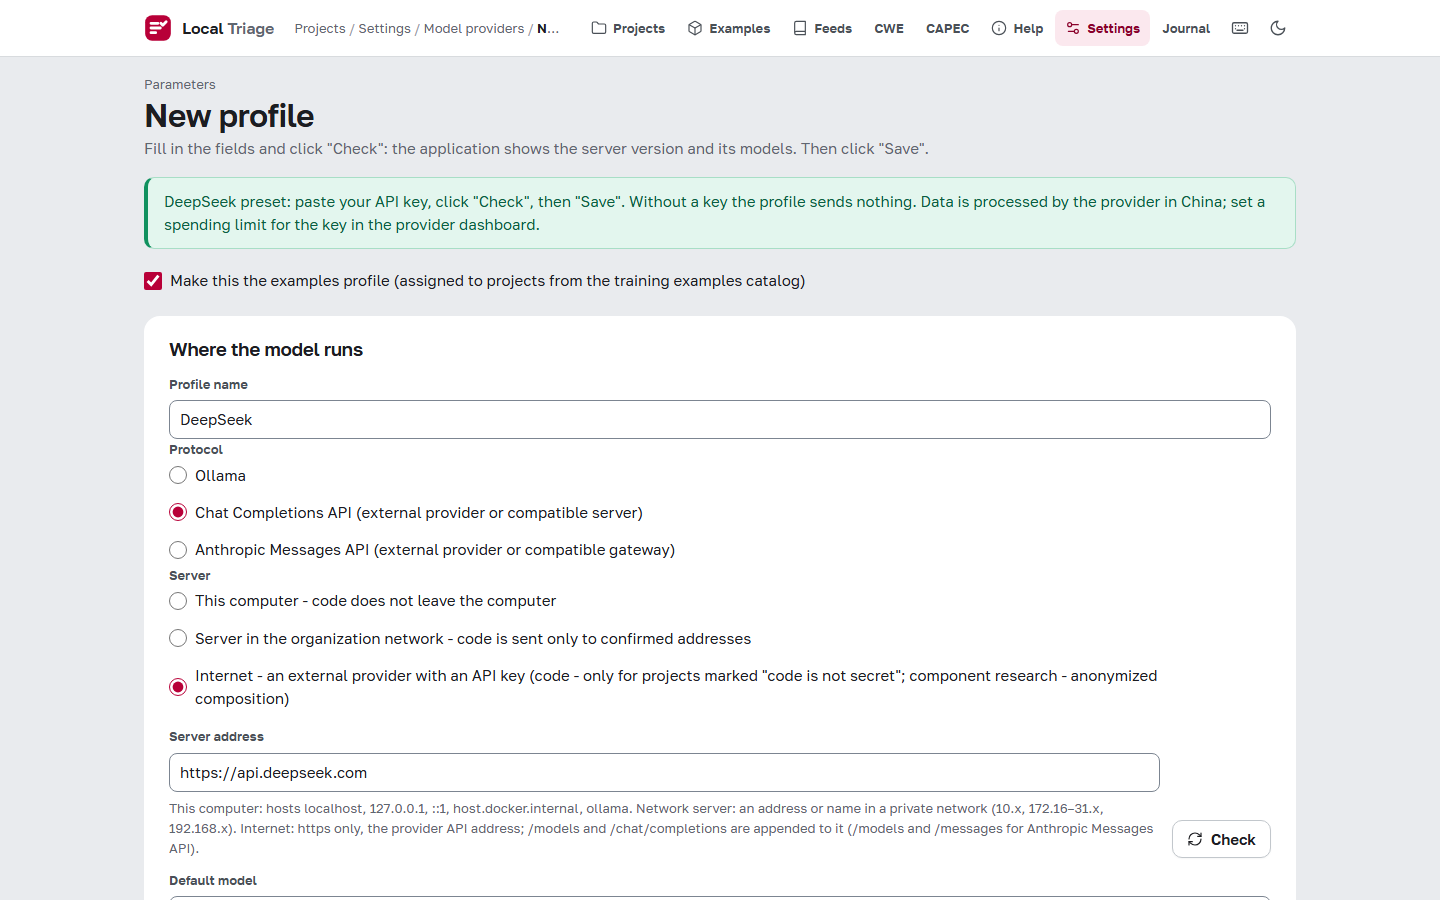 Local Triage
Projects / Settings / Model providers / N...
Projects
Examples
Feeds
CWE
CAPEC
Help
Settings
Journal
Parameters
New profile
Fill in the fields and click "Check": the application shows the server version and its models. Then click "Save".
DeepSeek preset: paste your API key, click "Check", then "Save". Without a key the profile sends nothing. Data is processed by the provider in China; set a
spending limit for the key in the provider dashboard.
Make this the examples profile (assigned to projects from the training examples catalog)
Where the model runs
Profile name
DeepSeek
Protocol
Ollama
Chat Completions API (external provider or compatible server)
Anthropic Messages API (external provider or compatible gateway)
Server
This computer - code does not leave the computer
Server in the organization network - code is sent only to confirmed addresses
Internet - an external provider with an API key (code - only for projects marked "code is not secret"; component research - anonymized
composition)
Server address
https://api.deepseek.com
This computer: hosts localhost, 127.0.0.1, ::1, host.docker.internal, ollama. Network server: an address or name in a private network (10.x, 172.16–31.x,
192.168.x). Internet: https only, the provider API address; /models and /chat/completions are appended to it (/models and /messages for Anthropic Messages
API).
Check
Default model